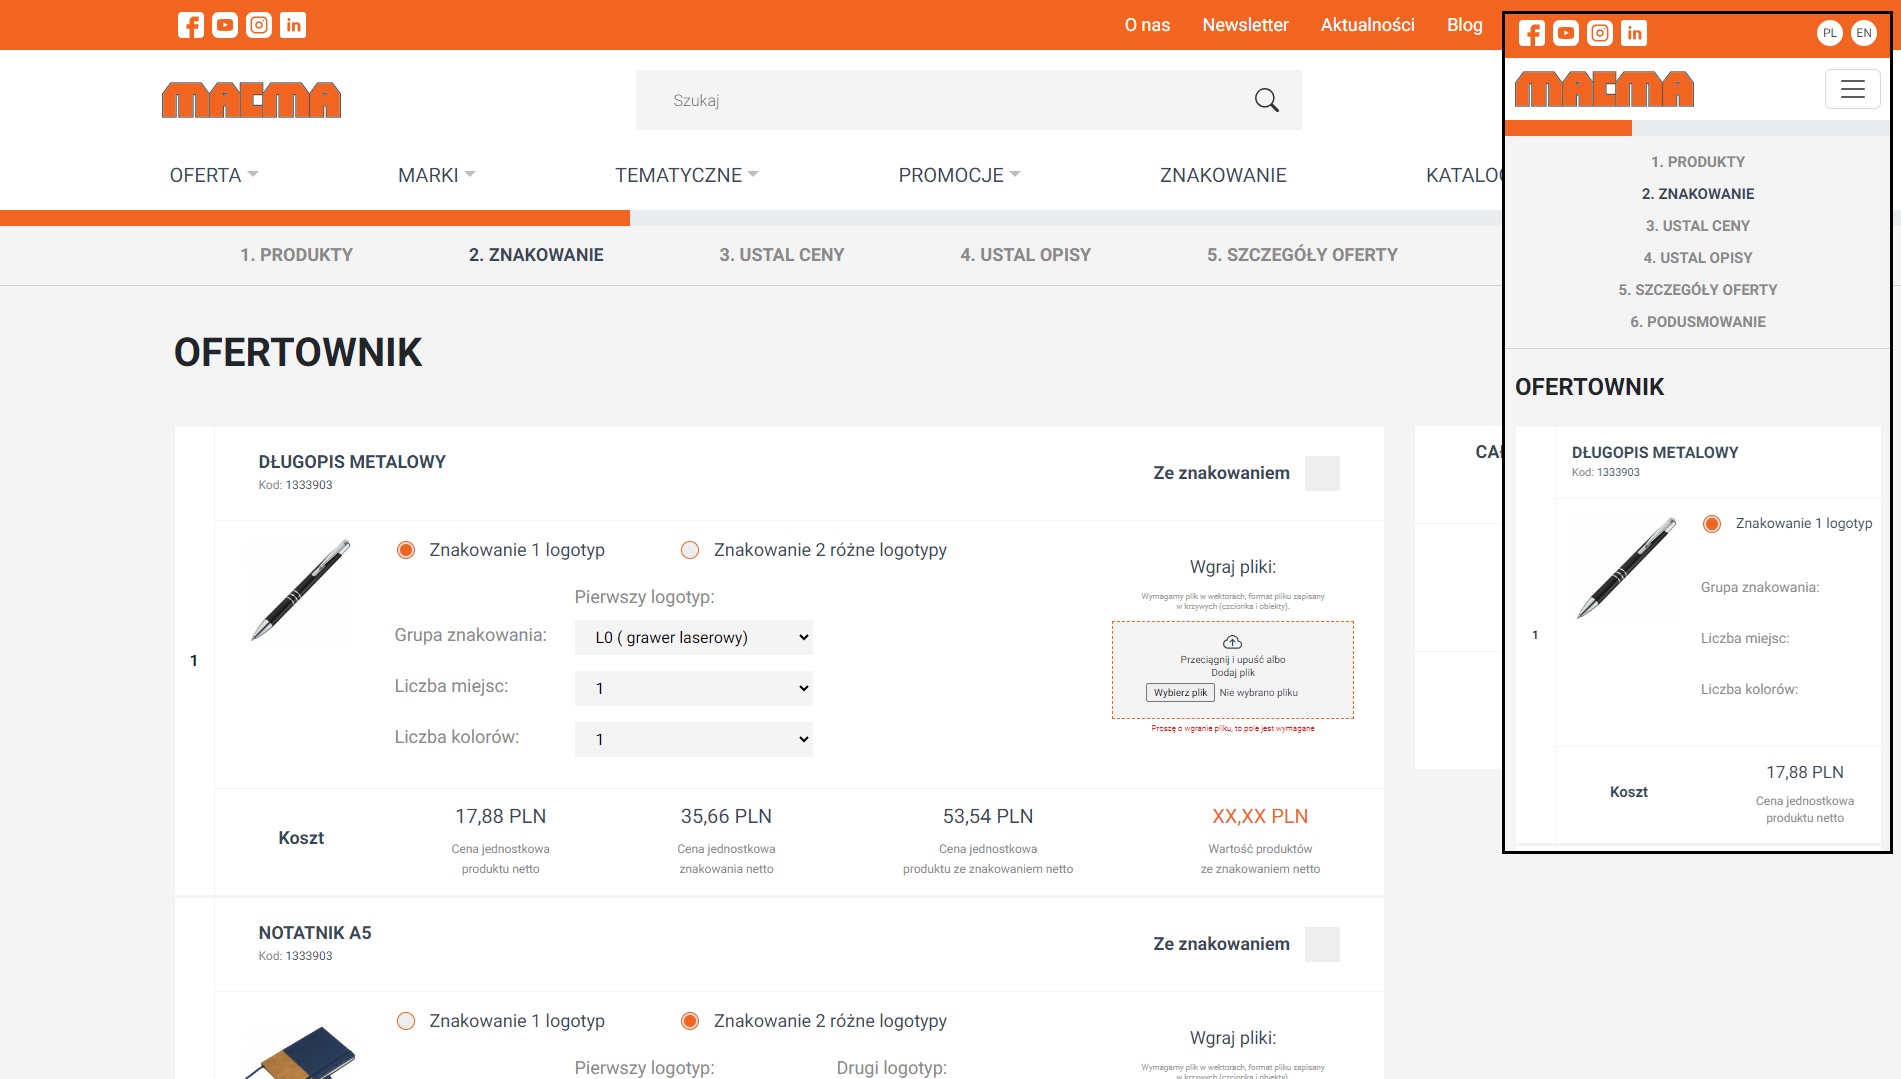 O nas Newsletter Aktualności Blog
MACMA
Szukaj
OFERTA MARKI TEMATYCZNE PROMOCJE ZNAKOWANIE
1. PRODUKTY 2. ZNAKOWANIE 3. USTAL CENY 4. USTAL OPISY 5. SZCZEGÓŁY OFERTY
OFERTOWNIK
DŁUGOPIS METALOWY
Kod: 1333903
Ze znakowaniem
1
Znakowanie 1 logotyp Znakowanie 2 różne logotypy
Pierwszy logotyp:
Grupa znakowania: L0 ( grawer laserowy)
Liczba miejsc: 1
Liczba kolorów: 1
Wgraj pliki:
Wymagamy plik w wektorach, format pliku zapisany
w krzywych (czcionka i obiekty).
Przeciągnij i upuść albo
Dodaj plik
Wybierz plik Nie wybrano pliku
Proszę o wgranie pliku, to pole jest wymagane
Koszt
17,88 PLN
Cena jednostkowa
produktu netto
35,66 PLN
Cena jednostkowa
znakowania netto
53,54 PLN
Cena jednostkowa
produktu ze znakowaniem netto
XX,XX PLN
Wartość produktów
ze znakowaniem netto
NOTATNIK A5
Kod: 1333903
Ze znakowaniem
Znakowanie 1 logotyp Znakowanie 2 różne logotypy
Pierwszy logotyp: Drugi logotyp:
Wgraj pliki:
Wymagamy plik w wektorach, format pliku zapisany
w krzywych (czcionka i obiekty).
PL EN
MACMA
1. PRODUKTY
2. ZNAKOWANIE
3. USTAL CENY
4. USTAL OPISY
5. SZCZEGÓŁY OFERTY
6. PODUSMOWANIE
OFERTOWNIK
DŁUGOPIS METALOWY
Kod: 1333903
1
Znakowanie 1 logotyp
Grupa znakowania:
Liczba miejsc:
Liczba kolorów:
Koszt
17,88 PLN
Cena jednostkowa
produktu netto